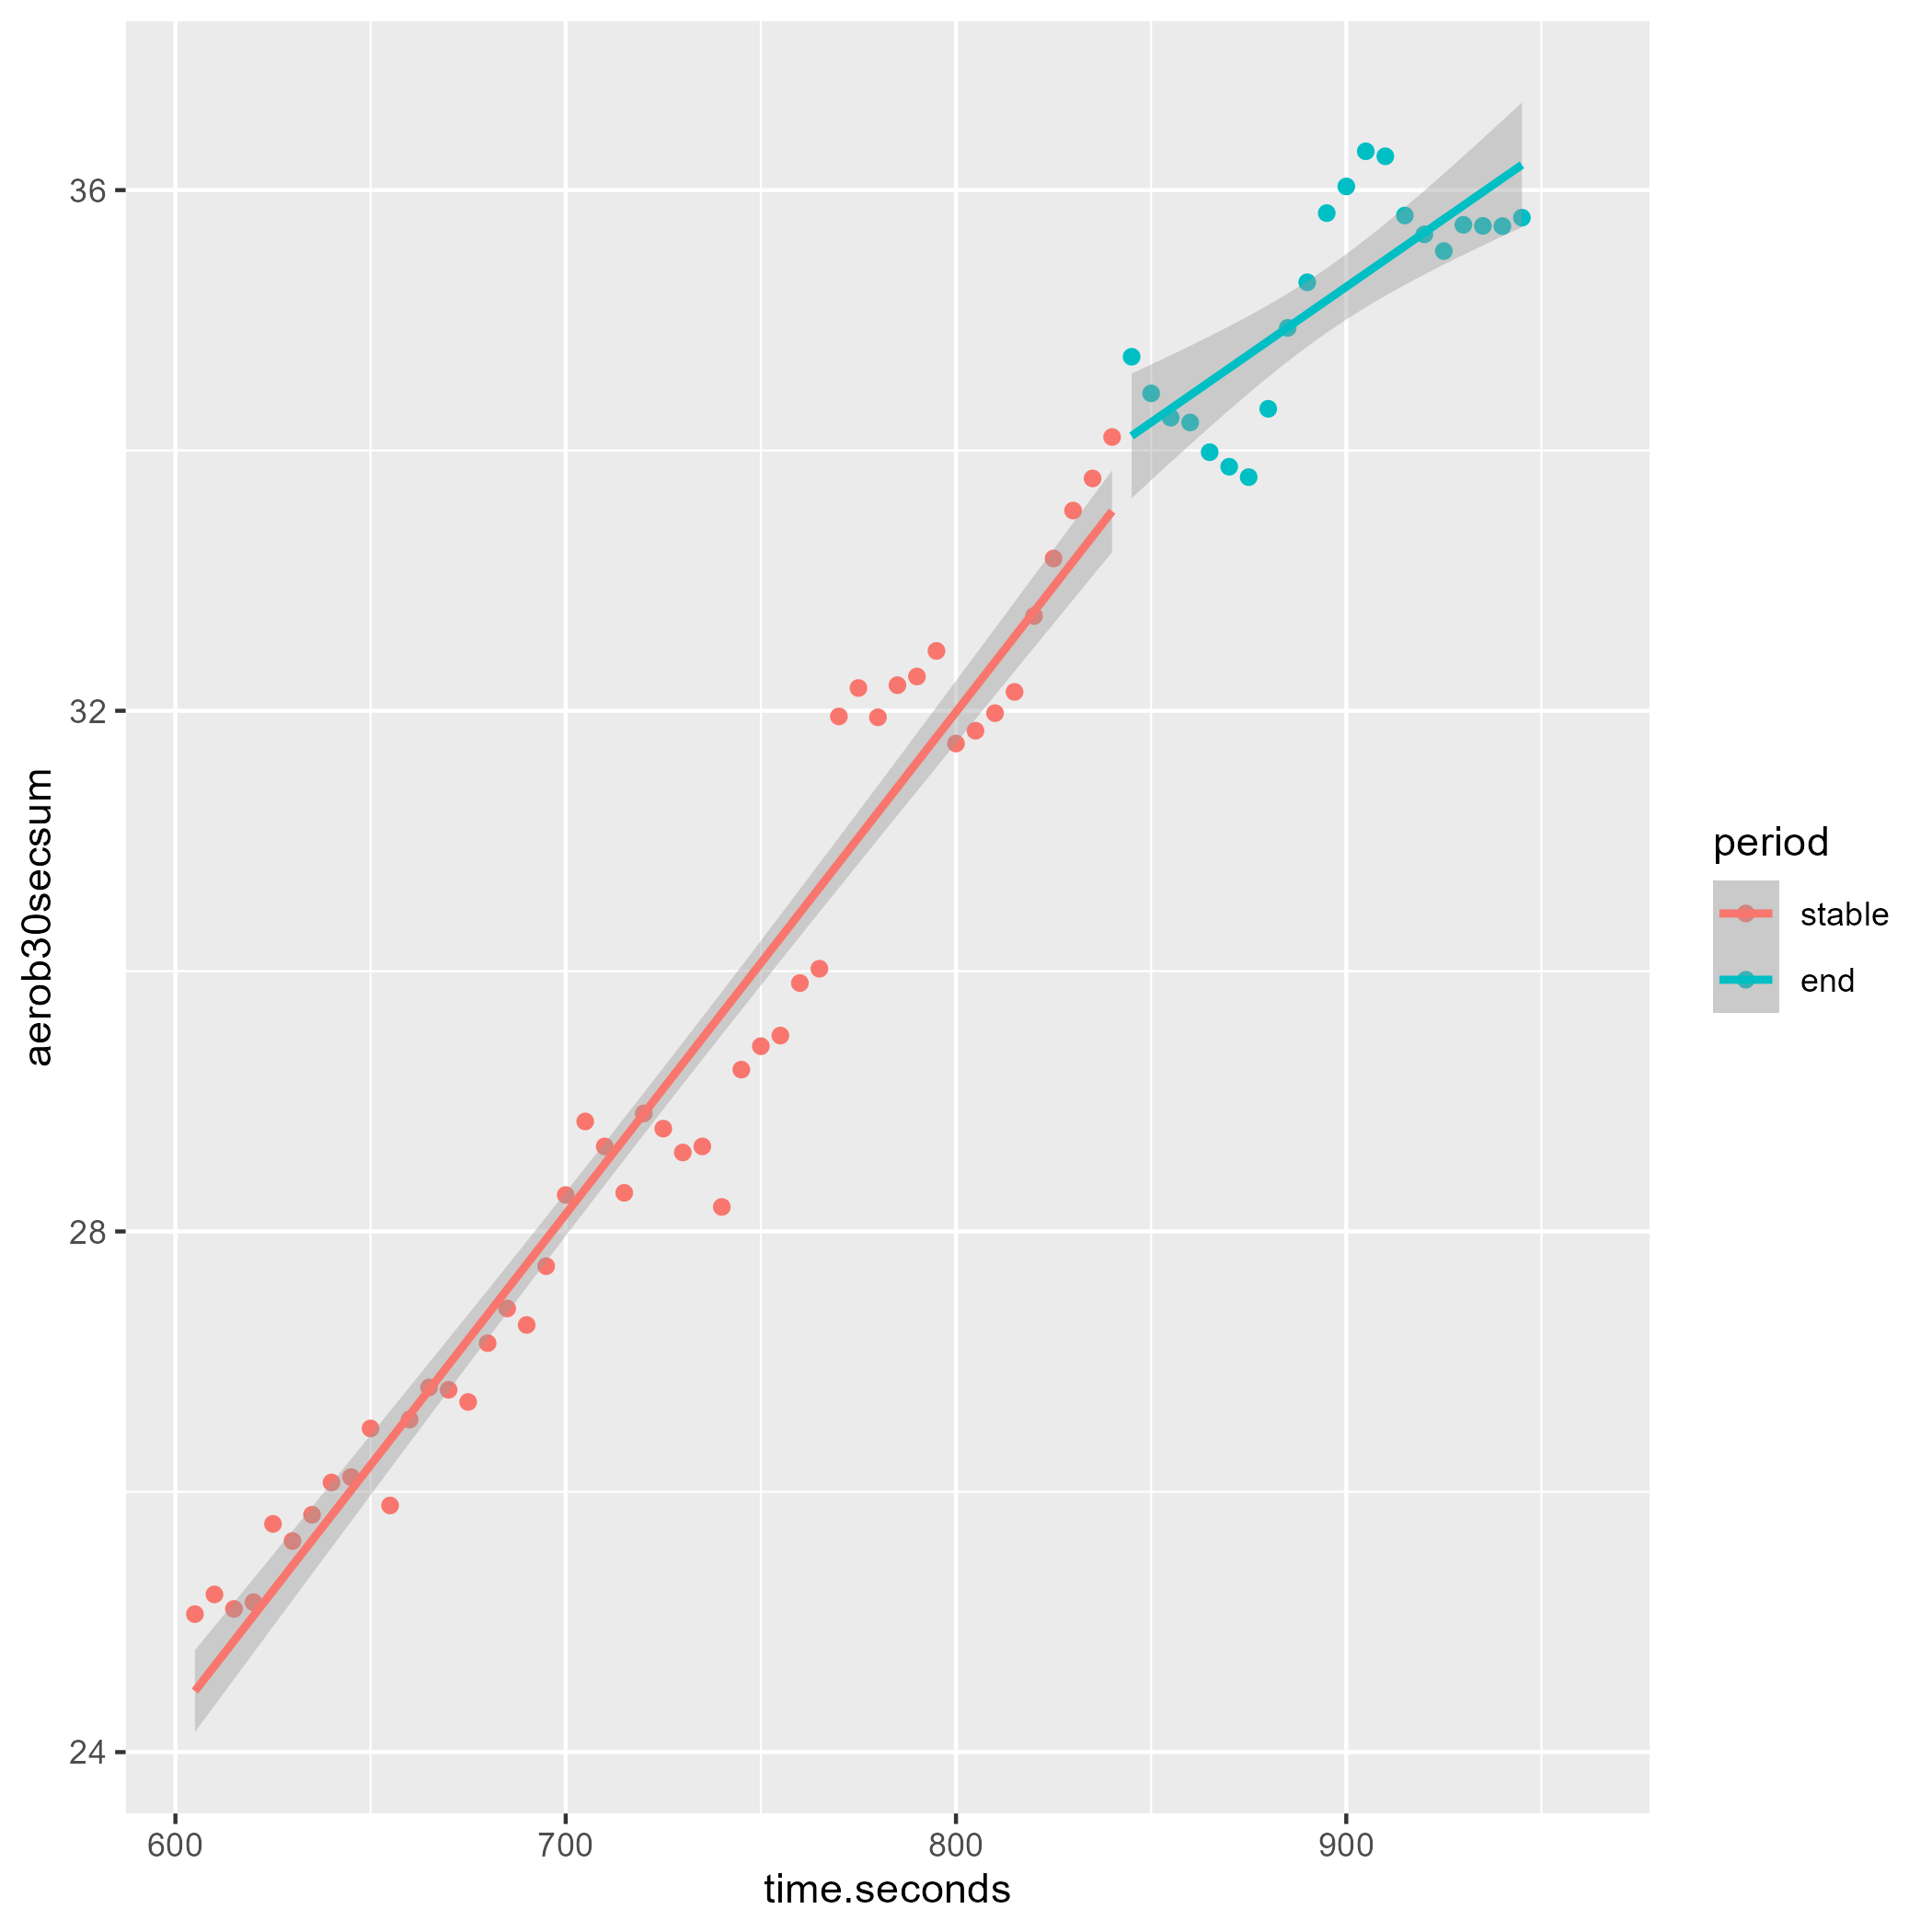 36
32
28
24
aerob30secsum
600 700 800 900
time.seconds
period
stable
end